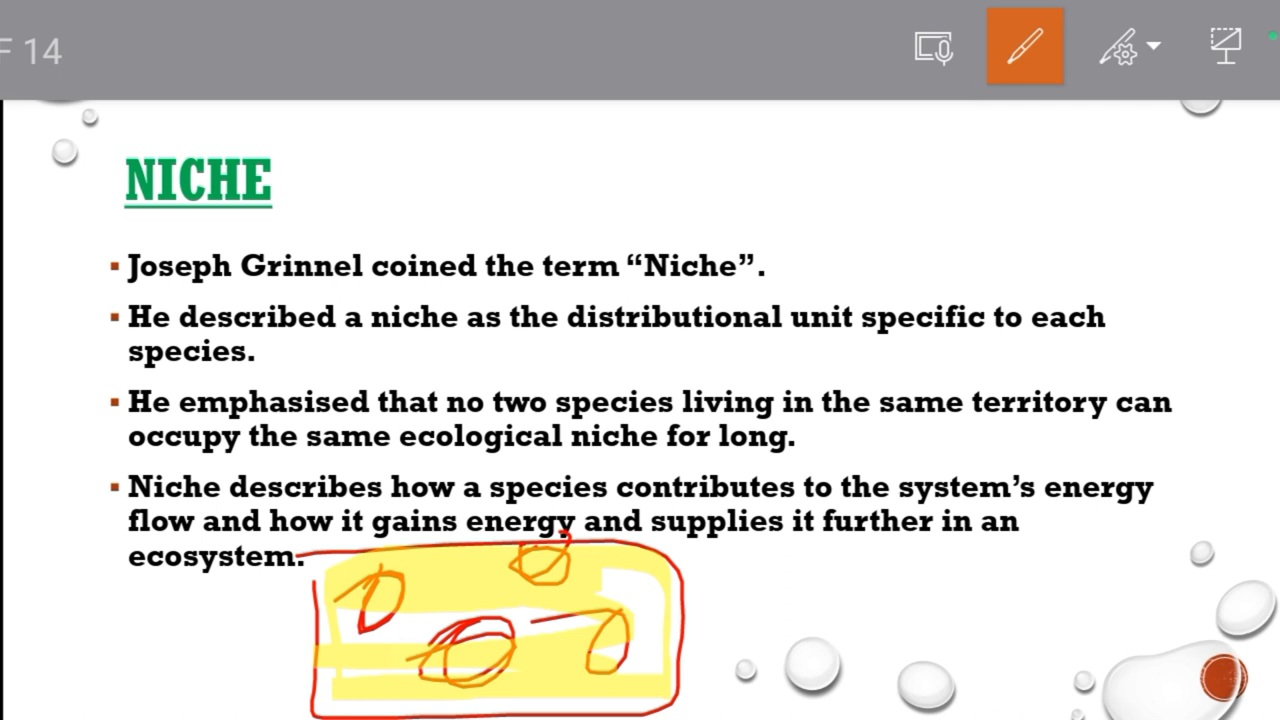 F 14
NICHE
Joseph Grinnel coined the term “Niche”.
He described a niche as the distributional unit specific to each
species.
He emphasised that no two species living in the same territory can
occupy the same ecological niche for long.
Niche describes how a species contributes to the system’s energy
flow and how it gains energy and supplies it further in an
ecosystem.